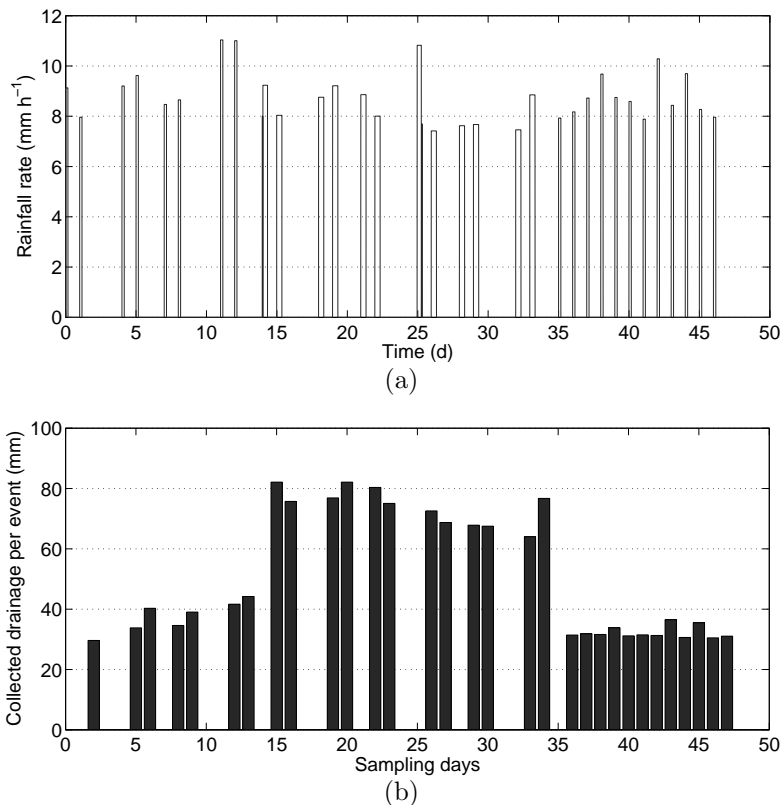 12
10
8
6
4
2
0
Rainfall rate (mm h⁻¹)
0 5 10 15 20 25 30 35 40 45 50
Time (d)
(a)
100
80
60
40
20
0
Collected drainage per event (mm)
0 5 10 15 20 25 30 35 40 45 50
Sampling days
(b)